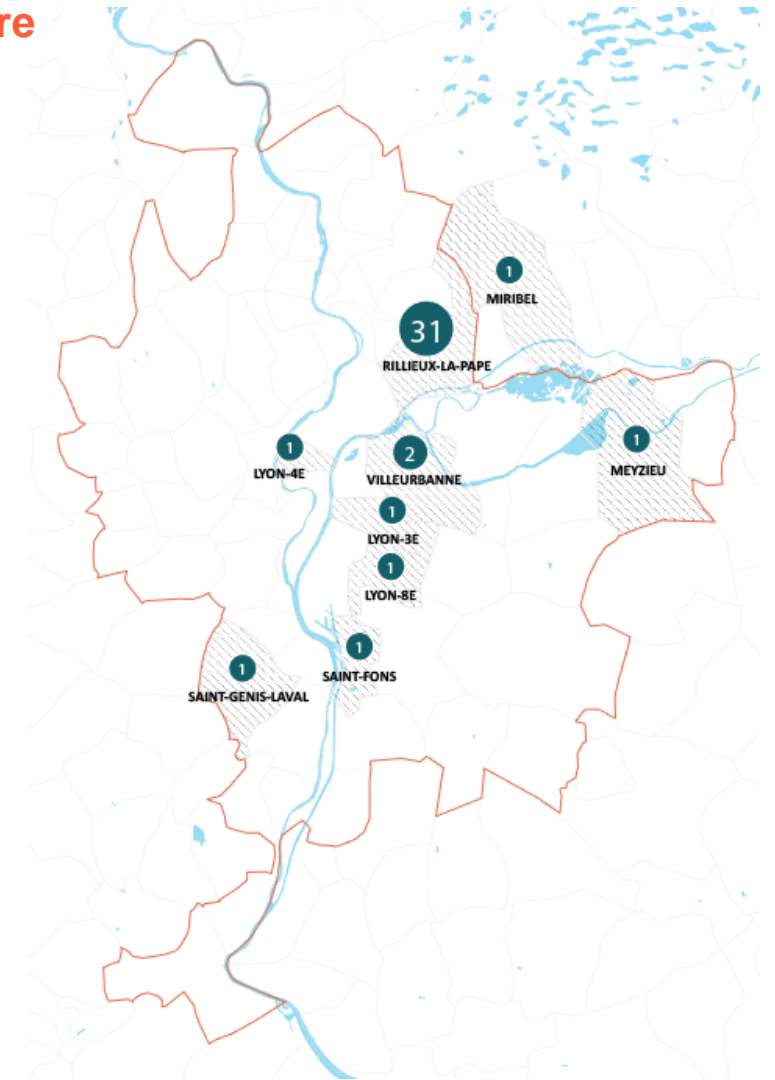 re
1
MIRIBEL
31
RILLIEUX-LA-PAPE
1
LYON-4E
2
VILLEURBANNE
1
MEYZIEU
1
LYON-3E
1
LYON-8E
1
SAINT-FONS
1
SAINT-GENIS-LAVAL